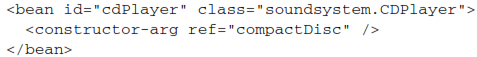 <bean id="cdPlayer" class="soundsystem.CDPlayer">
  <constructor-arg ref="compactDisc" />
</bean>